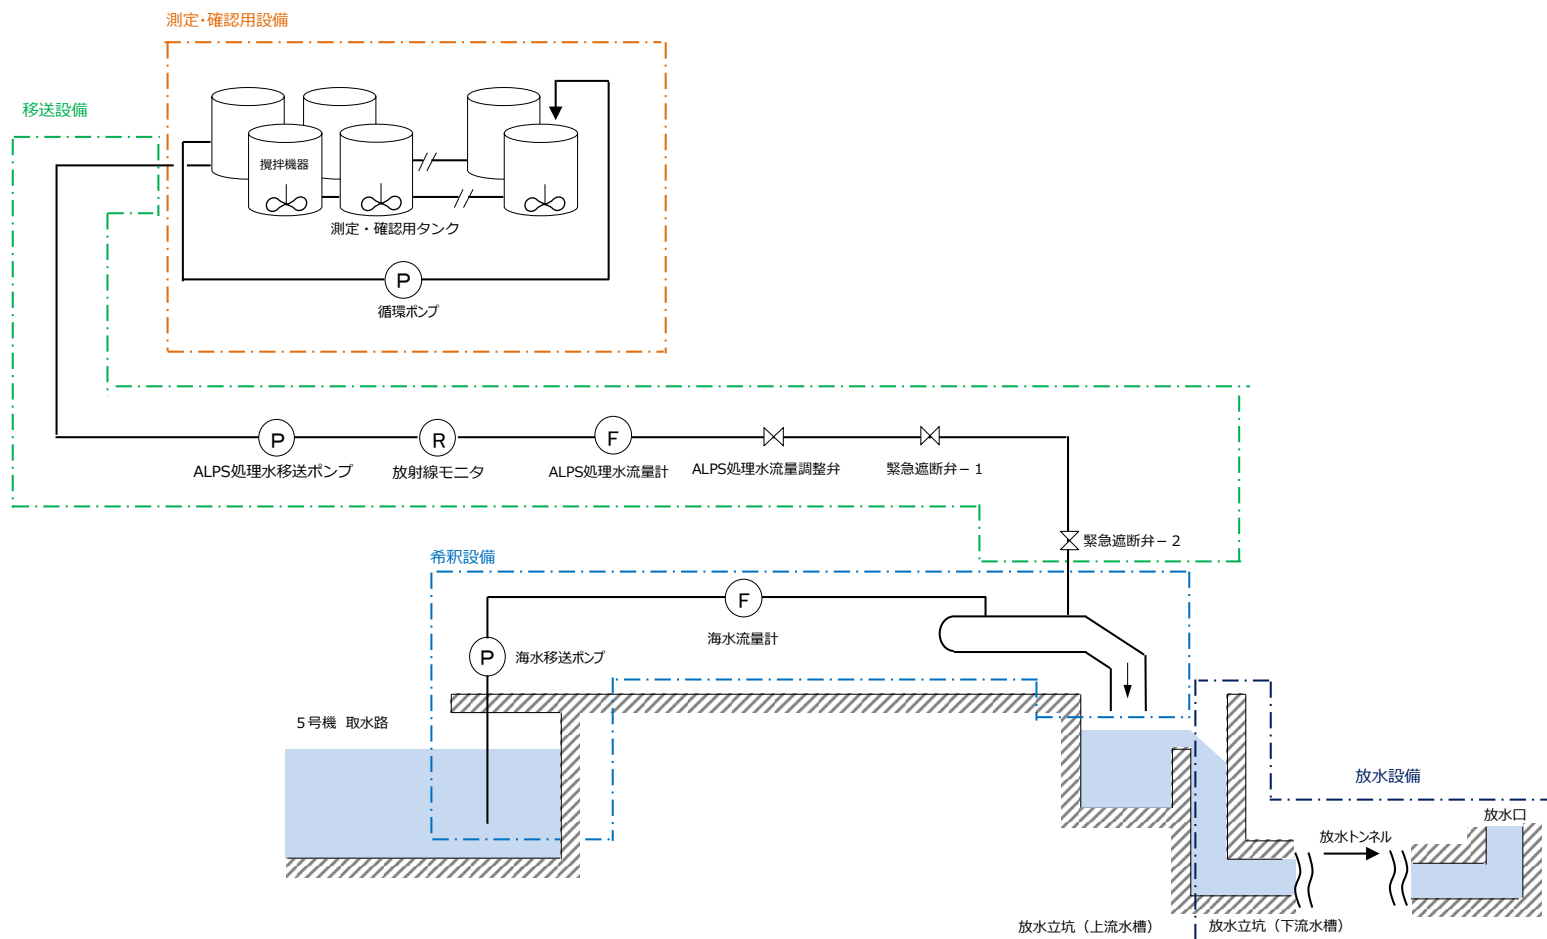 測定・確認用設備
移送設備
攪拌機器
測定・確認用タンク
P
循環ポンプ
P
R
F
ALPS処理水移送ポンプ
放射線モニタ
ALPS処理水流量計
ALPS処理水流量調整弁
緊急遮断弁－1
緊急遮断弁－2
希釈設備
F
海水流量計
P
海水移送ポンプ
5号機 取水路
放水設備
放水口
放水トンネル
放水立坑（上流水槽）
放水立坑（下流水槽）